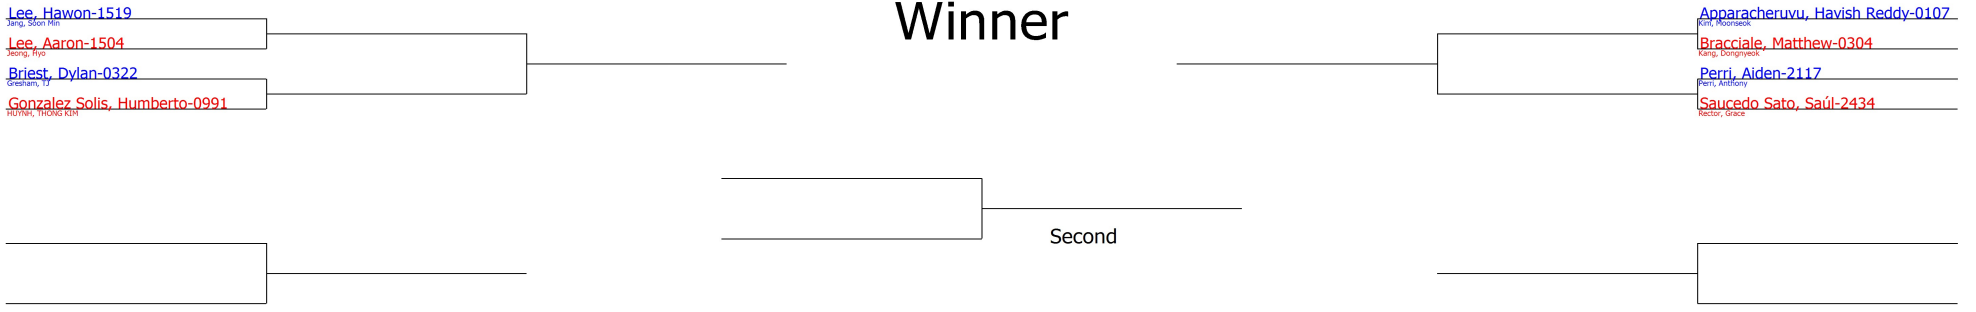 Winner
Lee, Hawon-1519
Jang, Soon Min
Lee, Aaron-1504
Jeong, Hyo
Briest, Dylan-0322
Gresham, TJ
Gonzalez Solis, Humberto-0991
HUYNH, THONG KIM
Apparacheruvu, Havish Reddy-0107
Kim, Moonseok
Bracciale, Matthew-0304
Kang, Dongnyeok
Perri, Aiden-2117
Perri, Anthony
Saucedo Sato, Saúl-2434
Rector, Grace
Second